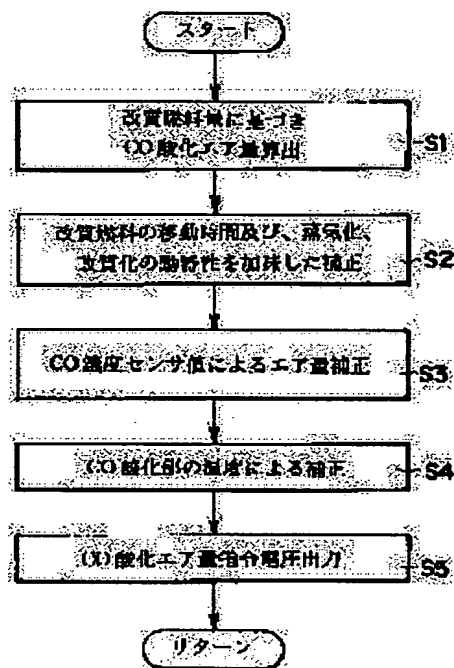 スタート
改質燃料量に基づき
CO酸化エア量算出
S1
改質燃料の移動時間及び、蒸気化、
改質化の動特性を加味した補正
S2
CO濃度センサ値によるエア量補正
S3
CO酸化部の温度による補正
S4
CO酸化エア量指令電圧出力
S5
リターン